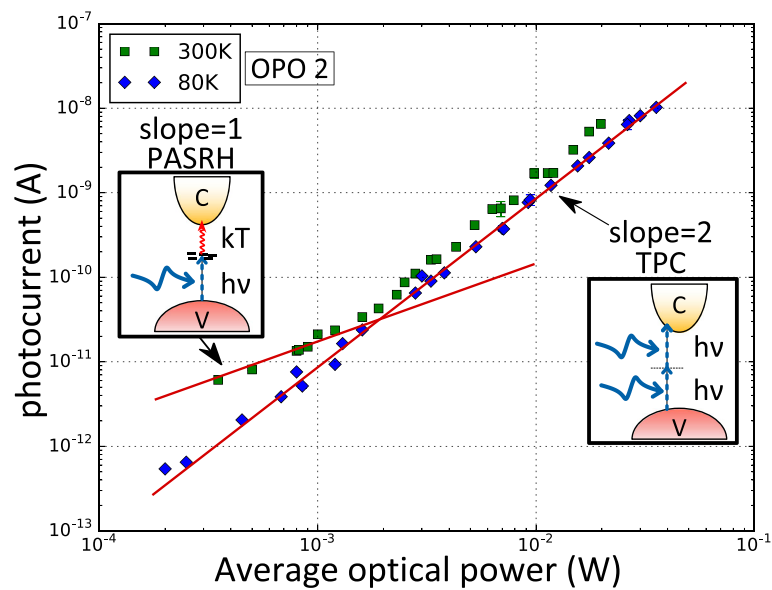 10⁻⁷
10⁻⁸
10⁻⁹
10⁻¹⁰
10⁻¹¹
10⁻¹²
10⁻¹³
photocurrent (A)
300K
80K
OPO 2
slope=1
PASRH
C
kT
hν
V
slope=2
TPC
C
hν
hν
V
10⁻⁴
10⁻³
10⁻²
10⁻¹
Average optical power (W)